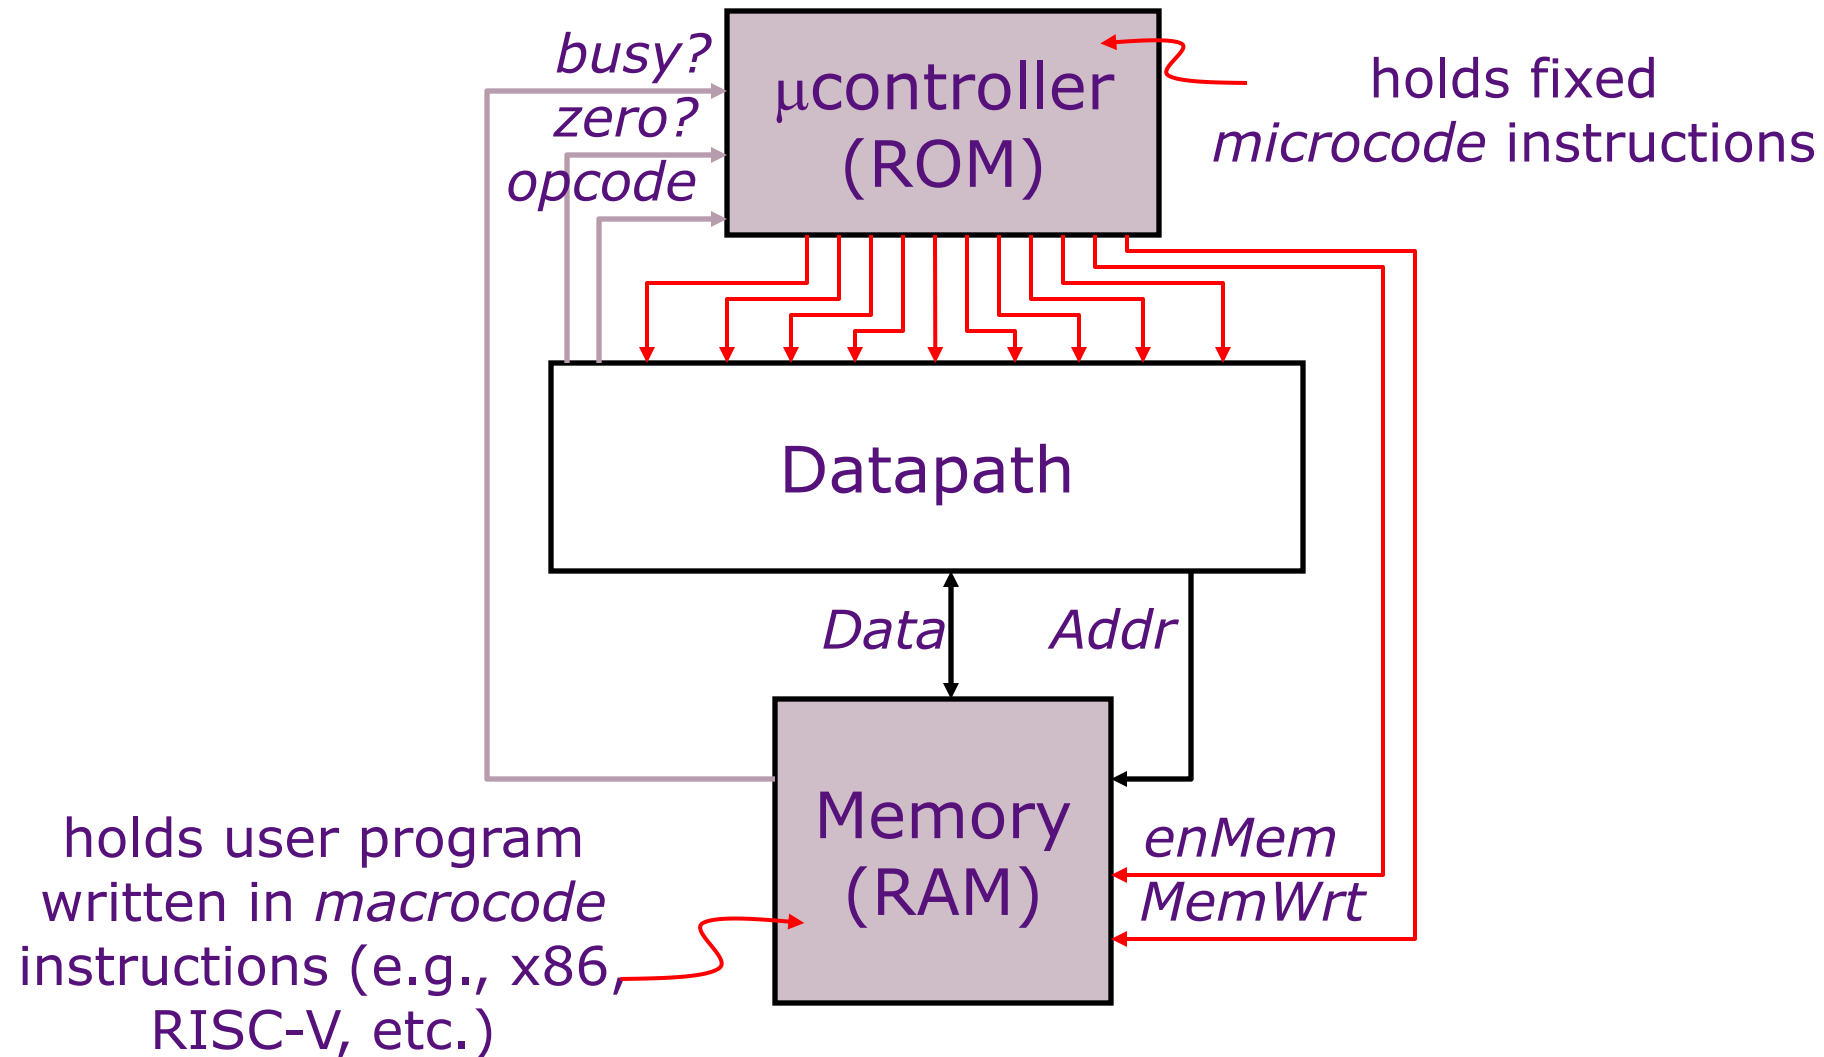 busy?
zero?
opcode
μcontroller
(ROM)
holds fixed
microcode instructions
Datapath
Data
Addr
Memory
(RAM)
enMem
MemWrt
holds user program
written in macrocode
instructions (e.g., x86,
RISC-V, etc.)